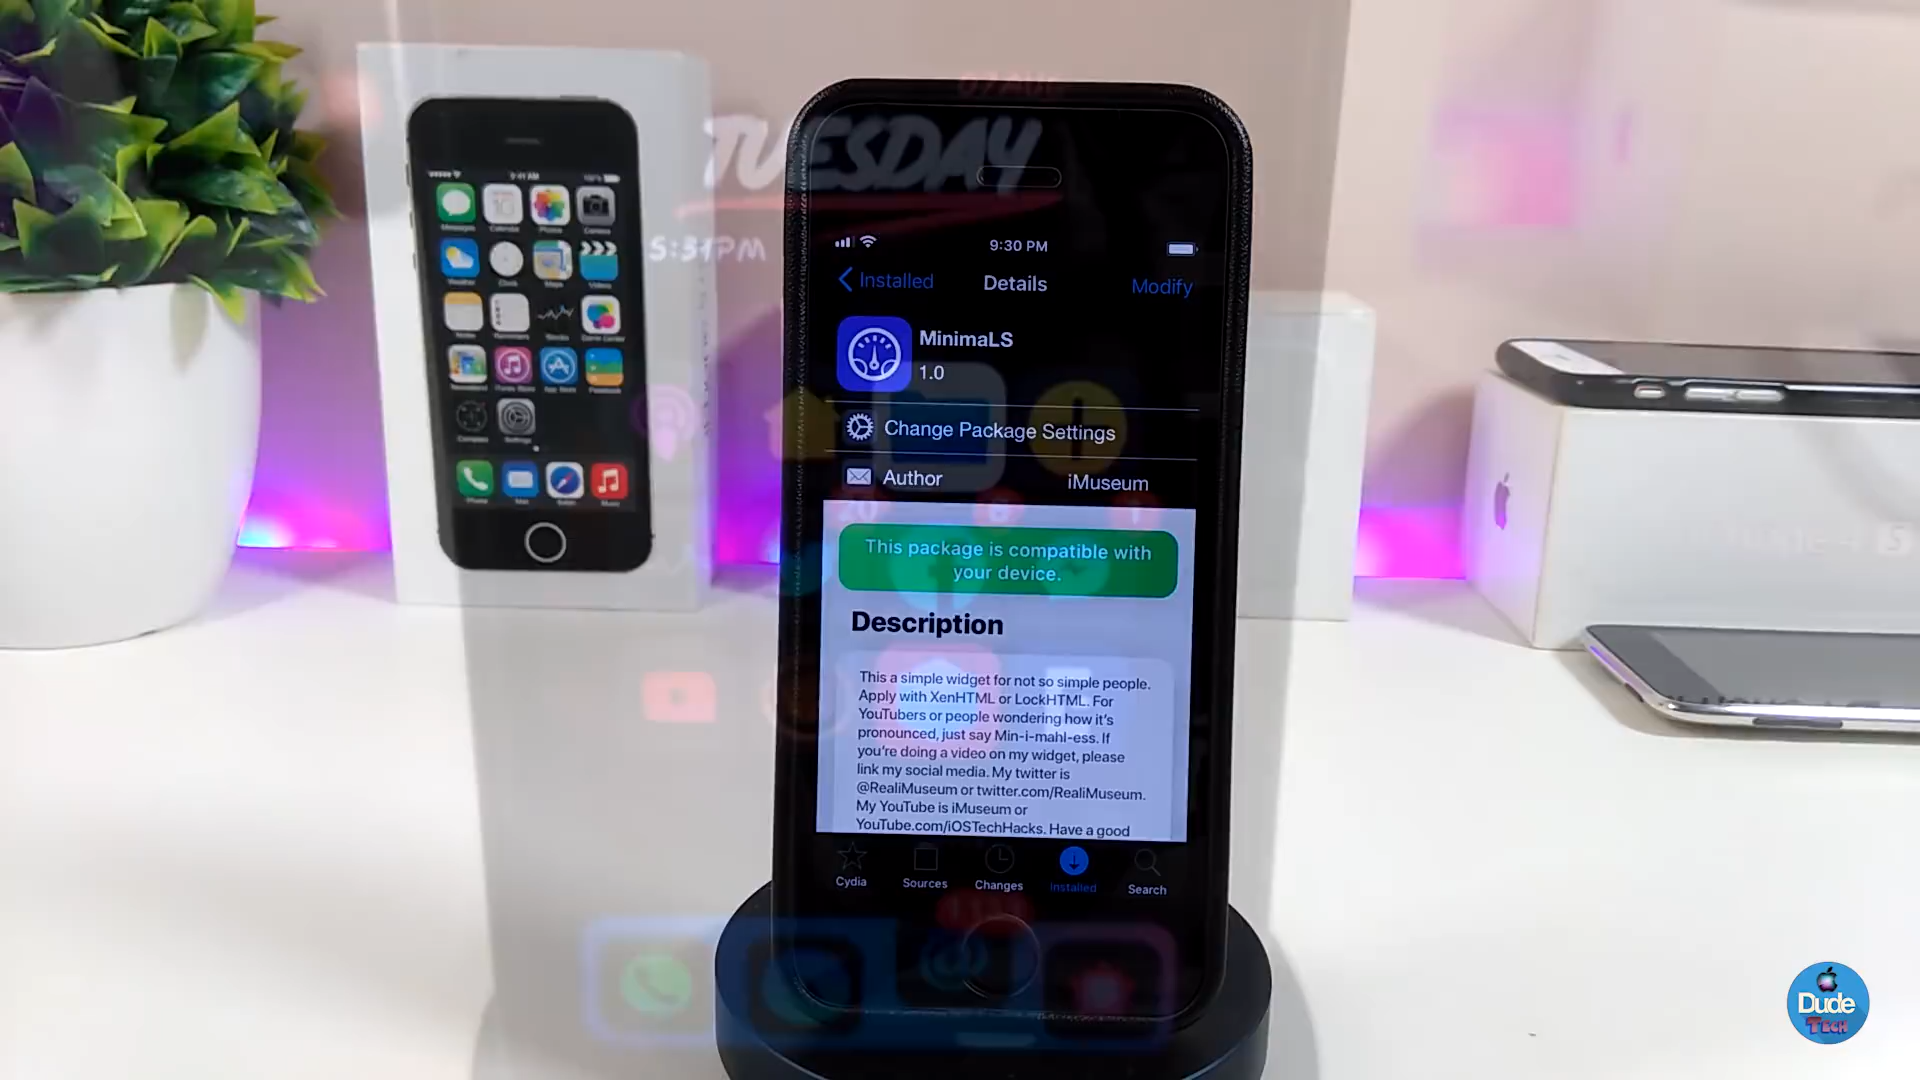 TUESDAY
9:41 AM
9:30 PM
Installed
Details
Modify
MinimaLS
1.0
Change Package Settings
Author
iMuseum
This package is compatible with
your device.
Description
This a simple widget for not so simple people.
Apply with XenHTML or LockHTML. For
YouTubers or people wondering how it's
pronounced, just say Min-i-mahl-ess. If
you're doing a video on my widget, please
link my social media. My twitter is
@RealiMuseum or twitter.com/RealiMuseum.
My YouTube is iMuseum or
YouTube.com/iOSTechHacks. Have a good
Cydia
Sources
Changes
Installed
Search
Dude
TECH